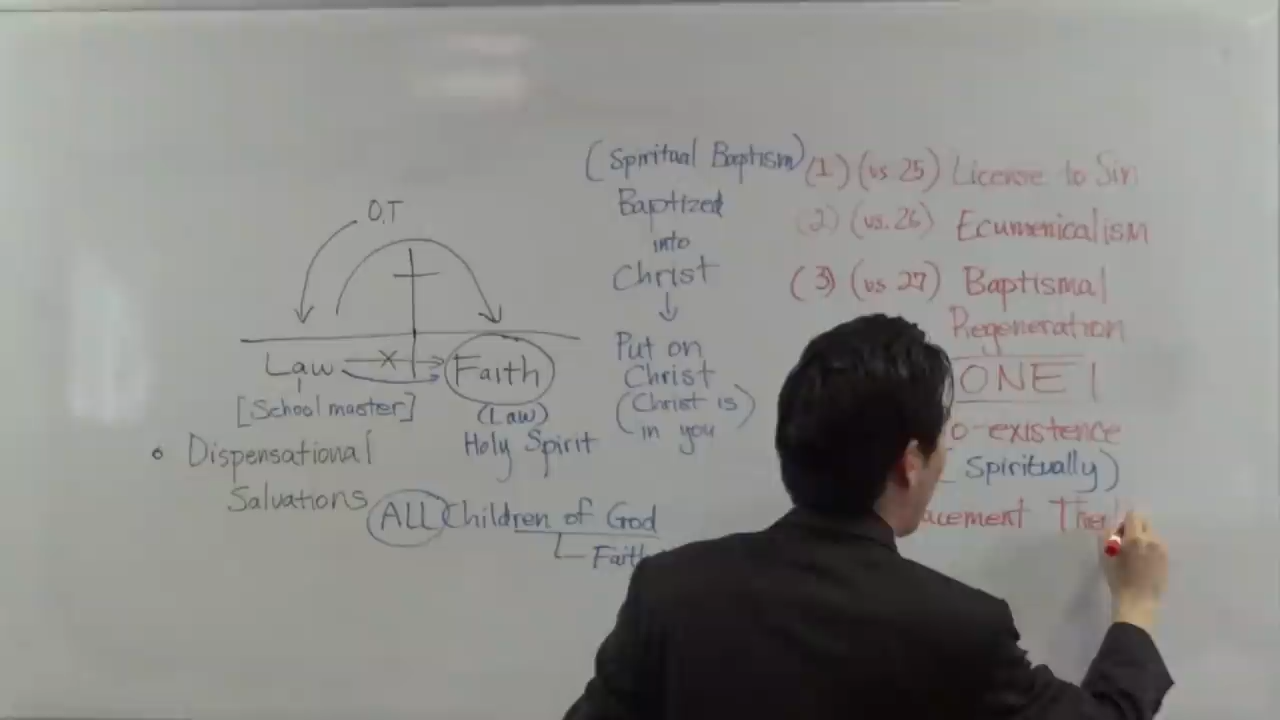 O.T
Law
x
Faith
[School master]
(Law)
Holy Spirit
Dispensational
Salvations
ALL Children of God
Faith
(Spiritual Baptism)
Baptized
into
Christ
Put on
Christ
(Christ is
in you)
(1) (vs. 25) License to Sin
(2) (vs. 26) Ecumenicalism
(3) (vs 27) Baptismal
Regeneration
ONE
o-existence
(Spiritually)
acement The